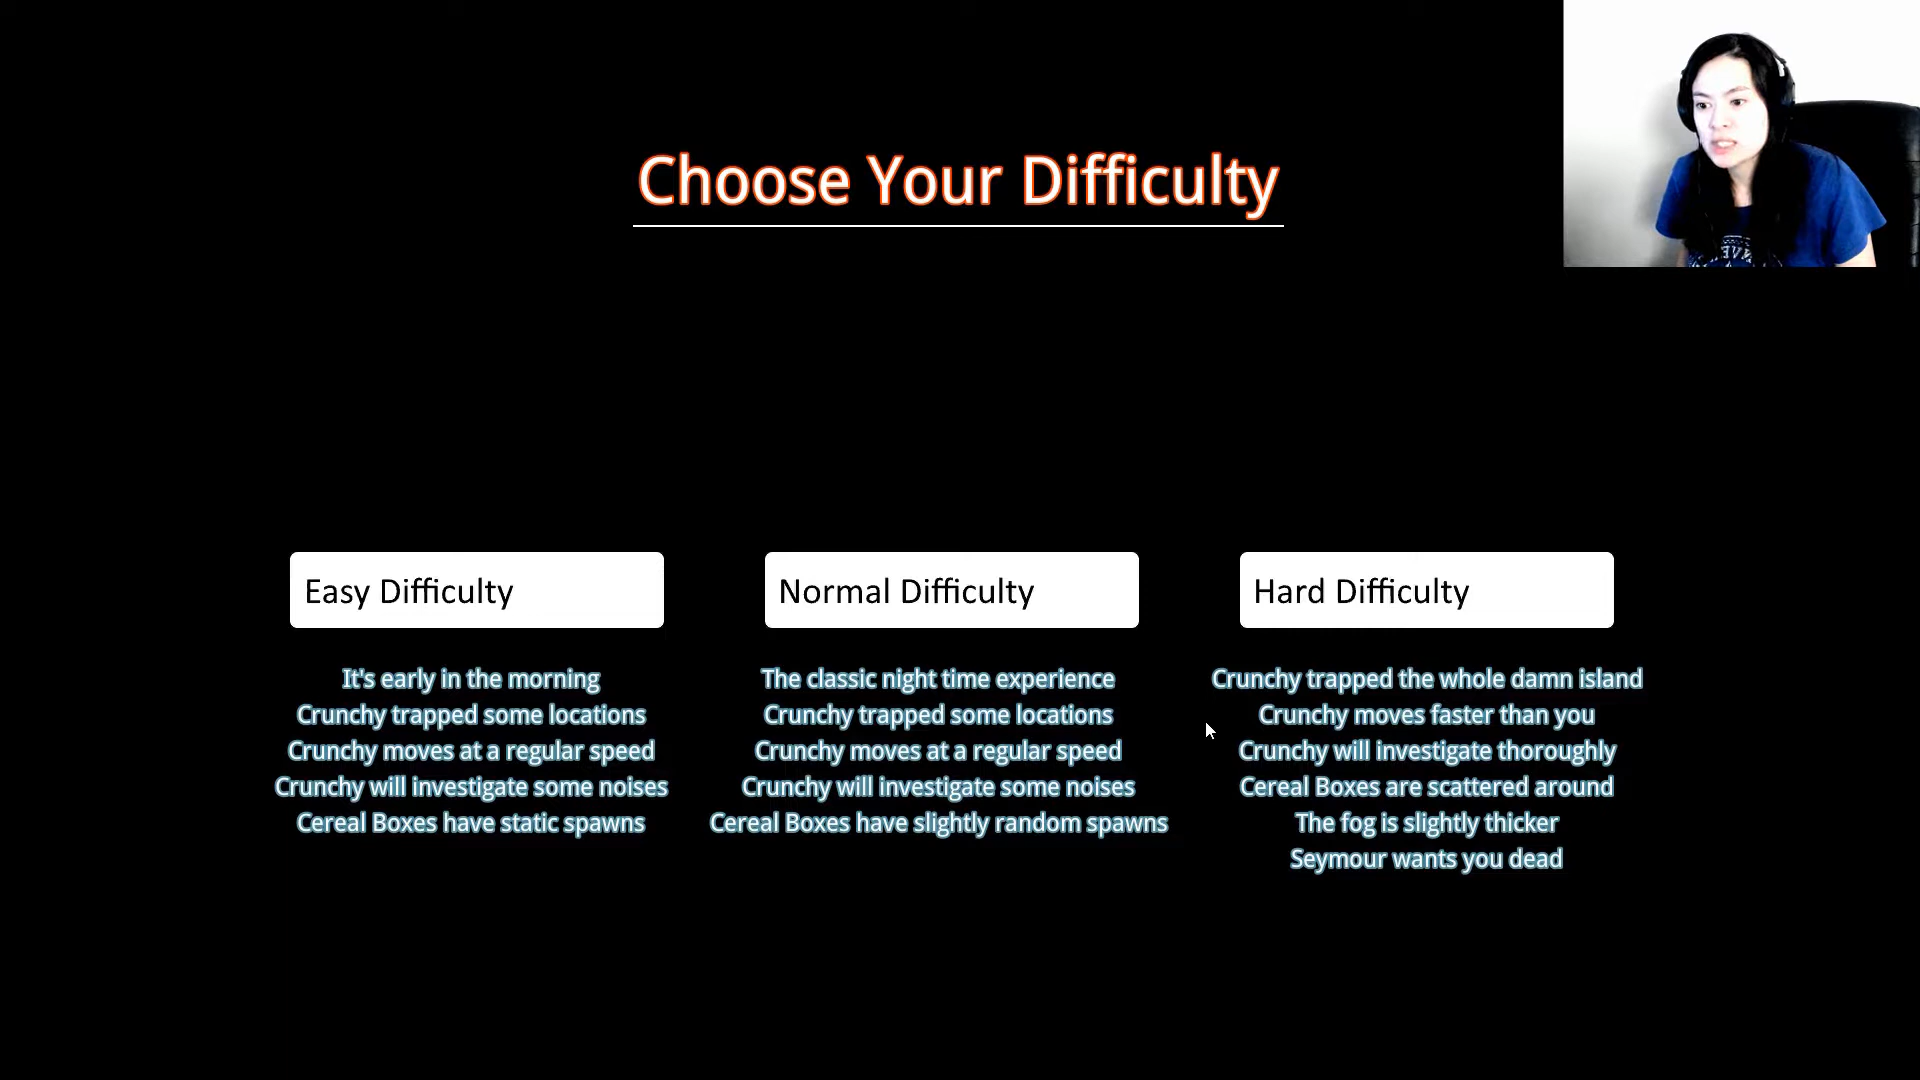 Choose Your Difficulty
Easy Difficulty
It's early in the morning
Crunchy trapped some locations
Crunchy moves at a regular speed
Crunchy will investigate some noises
Cereal Boxes have static spawns
Normal Difficulty
The classic night time experience
Crunchy trapped some locations
Crunchy moves at a regular speed
Crunchy will investigate some noises
Cereal Boxes have slightly random spawns
Hard Difficulty
Crunchy trapped the whole damn island
Crunchy moves faster than you
Crunchy will investigate thoroughly
Cereal Boxes are scattered around
The fog is slightly thicker
Seymour wants you dead